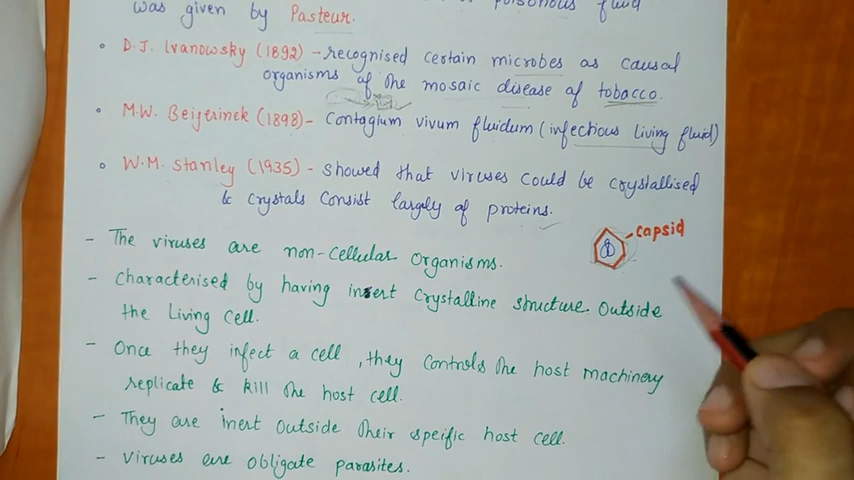 was given by Pasteur.
poisonous fluid
D.J. Ivanowsky (1892) - recognised certain microbes as causal
organisms of the mosaic disease of tobacco.
M.W. Beijerinek (1898) - Contagium vivum fluidum (infectious living fluid)
W.M. Stanley (1935) - showed that viruses could be crystallised
& crystals consist largely of proteins.
capsid
- The viruses are non-cellular organisms.
- Characterised by having inert crystalline structure outside
the Living cell.
- Once they infect a cell, they controls the host machinery
replicate & kill the host cell.
- They are inert outside their speific host cell.
- Viruses are obligate parasites.